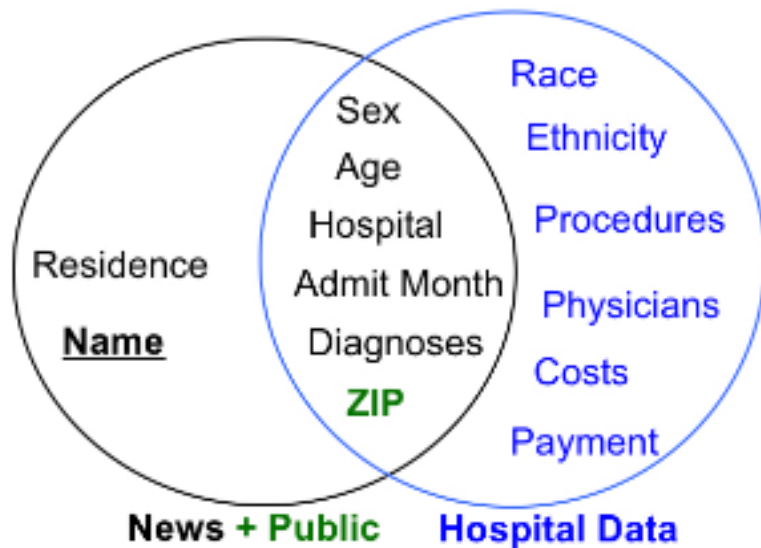 Residence
Name
Sex
Age
Hospital
Admit Month
Diagnoses
ZIP
Race
Ethnicity
Procedures
Physicians
Costs
Payment
News + Public
Hospital Data